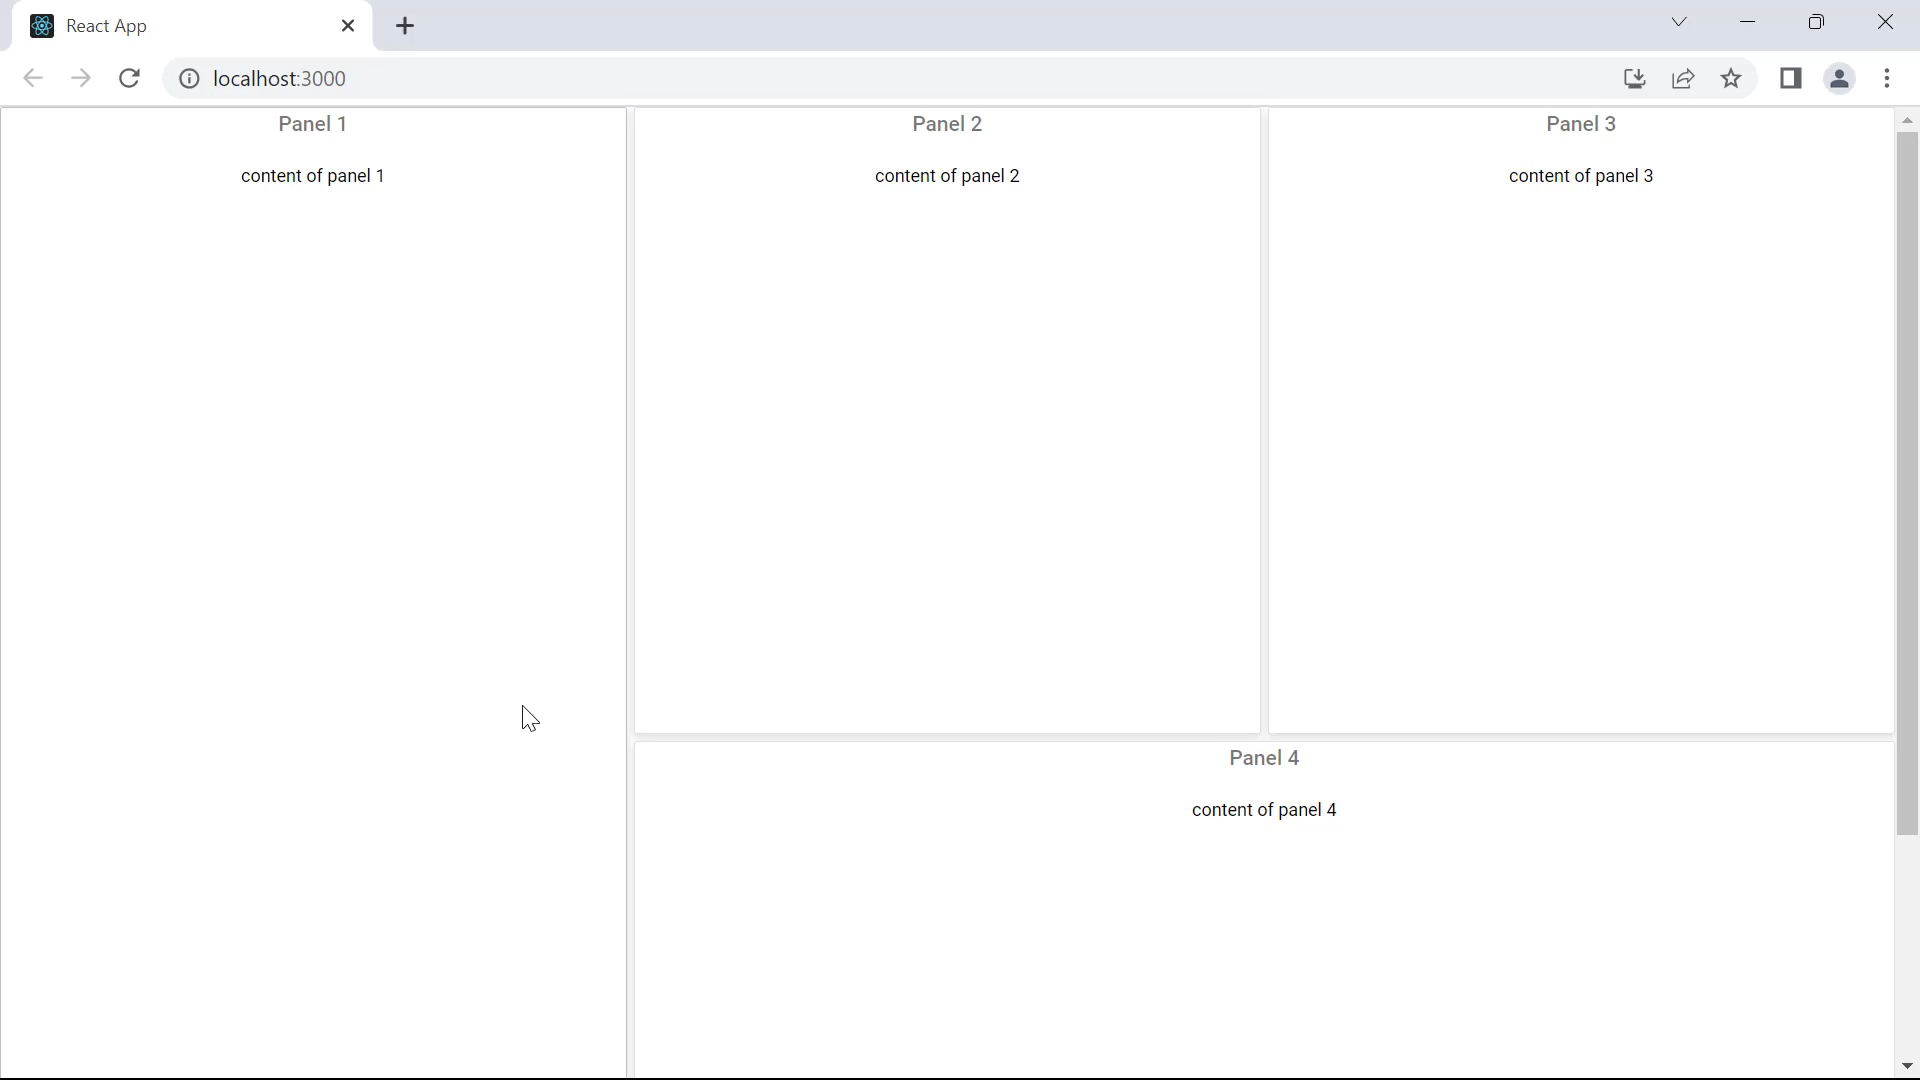 React App
localhost:3000
Panel 1
content of panel 1
Panel 2
content of panel 2
Panel 3
content of panel 3
Panel 4
content of panel 4